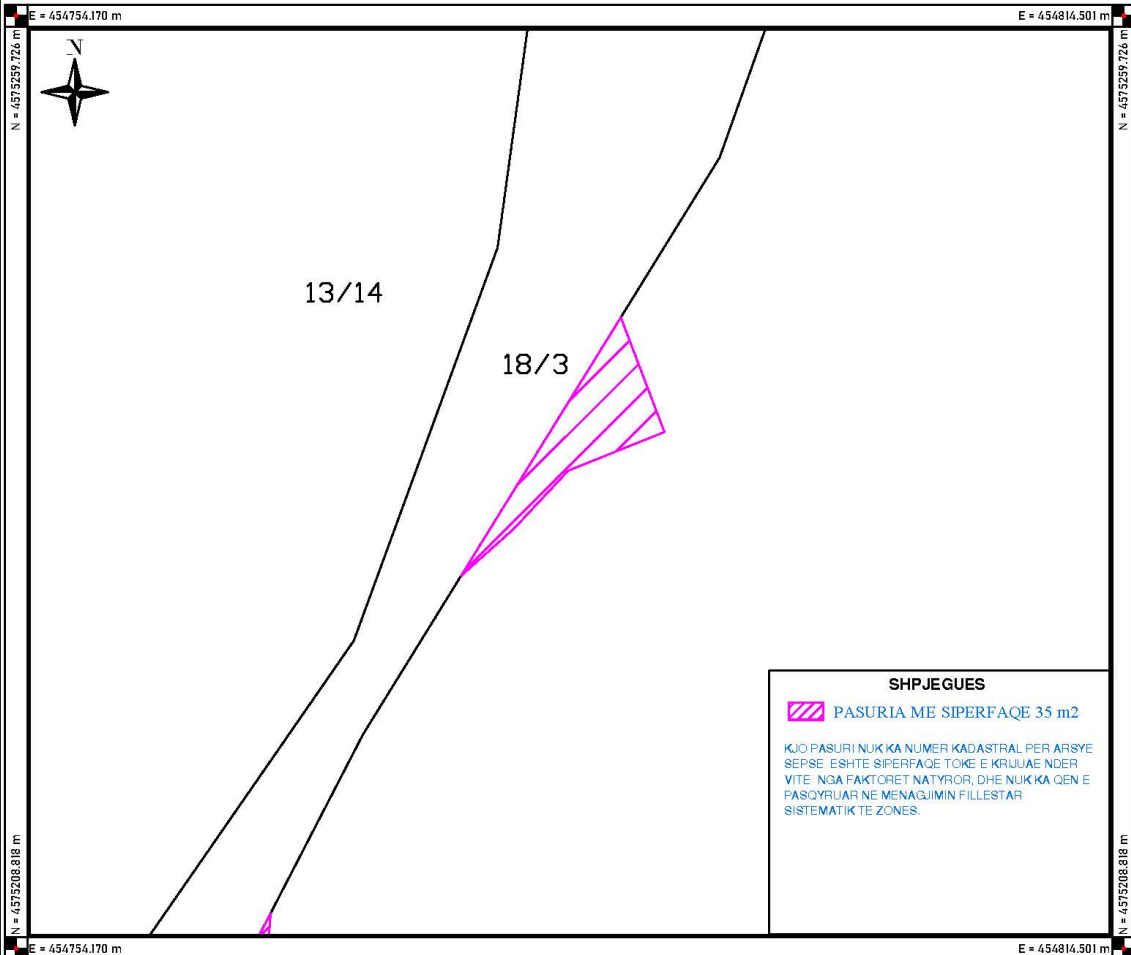 E = 454754.170 m
E = 454814.501 m
N = 4575259.726 m
N = 4575259.726 m
N
13/14
18/3
SHPJEGUES
PASURIA ME SIPERFAQE 35 m2
KJO PASURI NUK KA NUMER KADASTRAL PER ARSYE
SEPSE ESHTE SIPERFAQE TOKE E KRIJUAE NDER
VITE NGA FAKTORET NATYROR, DHE NUK KA QEN E
PASQYRUAR NE MENAGJIMIN FILLESTAR
SISTEMATIK TE ZONES.
N = 4575208.818 m
N = 4575208.818 m
E = 454754.170 m
E = 454814.501 m